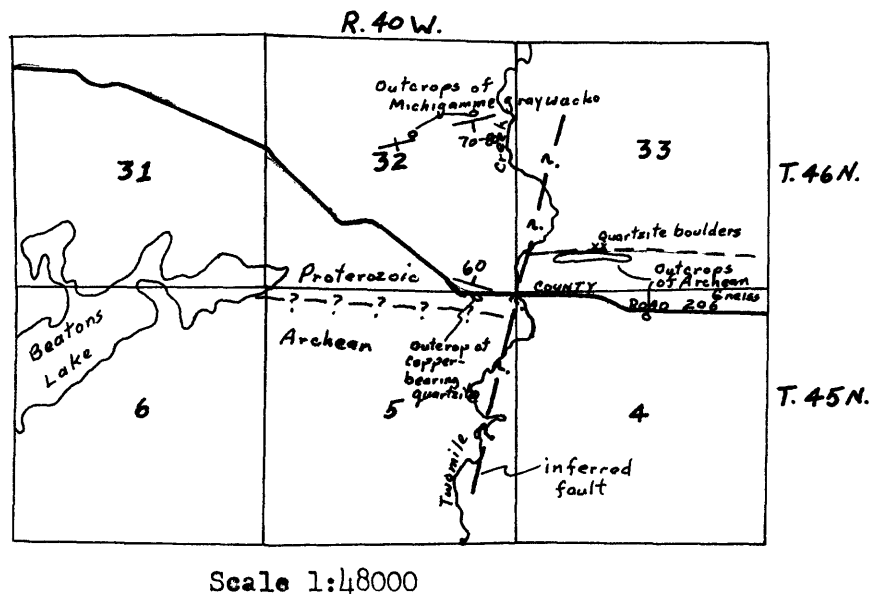 R. 40 W.
Outcrops of
Michigamme graywacke
70-80
32
Creek
33
31
T. 46 N.
Quartzite boulders
xx
60
Proterozoic
COUNTY
Outcrops
of Archean
Gneiss
ROAD 206
? ? ? ? ?
Archean
Beatons
Lake
Outcrop of
copper-
bearing
quartzite
6
5
4
T. 45 N.
Twomile
inferred
fault
Scale 1:48000